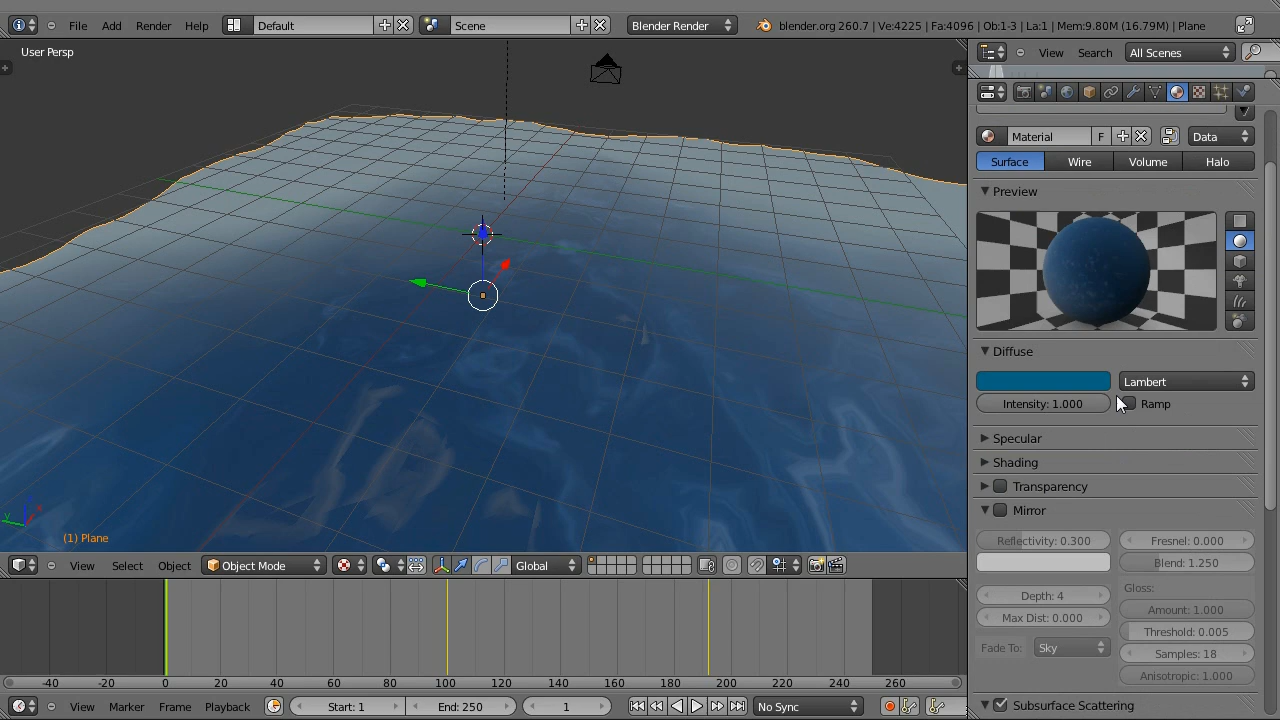 File Add Render Help Default Scene Blender Render blender.org 260.7 | Ve:4225 | Fa:4096 | Ob:1-3 | La:1 | Mem:9.80M (16.79M) | Plane
User Persp
View Search All Scenes
Material F Data
Surface Wire Volume Halo
Preview
Diffuse
Lambert
Intensity: 1.000 Ramp
Specular
Shading
Transparency
Mirror
Reflectivity: 0.300 Fresnel: 0.000
Blend: 1.250
Depth: 4 Gloss:
Max Dist: 0.000 Amount: 1.000
Threshold: 0.005
Fade To: Sky Samples: 18
Anisotropic: 1.000
Subsurface Scattering
(1) Plane
View Select Object Object Mode Global
-40 -20 0 20 40 60 80 100 120 140 160 180 200 220 240 260
View Marker Frame Playback Start: 1 End: 250 1 No Sync